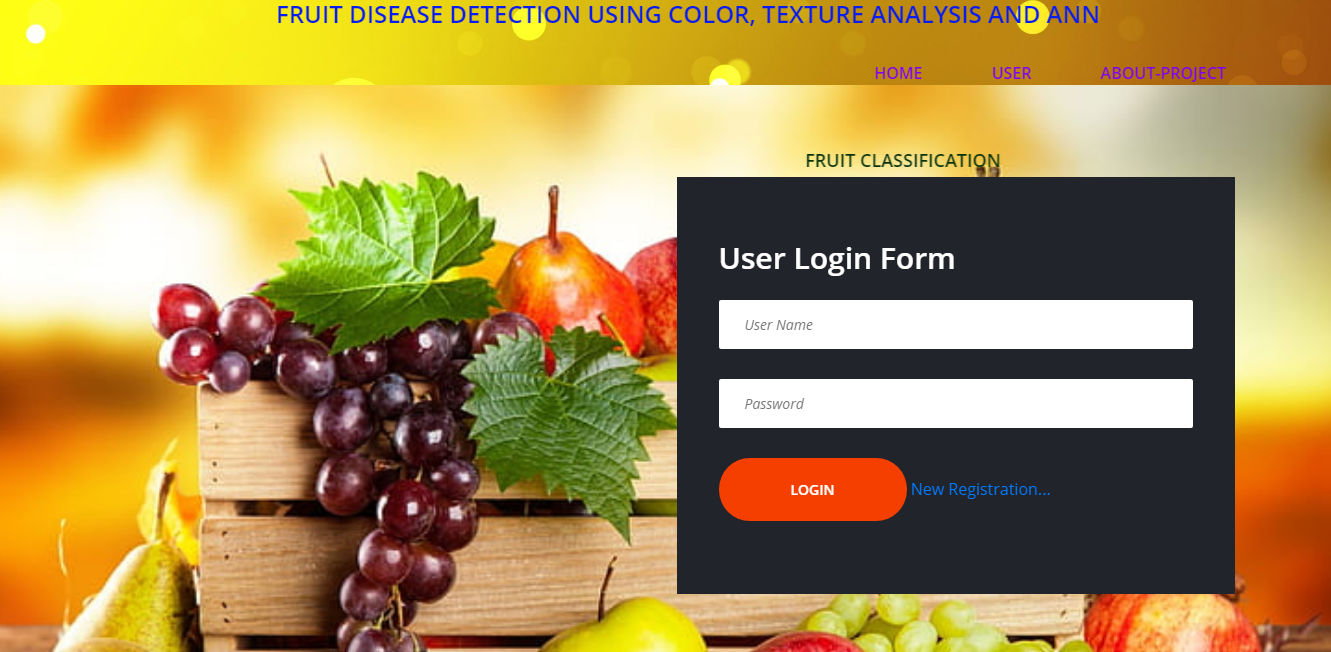 FRUIT DISEASE DETECTION USING COLOR, TEXTURE ANALYSIS AND ANN
HOME USER ABOUT-PROJECT
FRUIT CLASSIFICATION
User Login Form
User Name
Password
LOGIN New Registration...